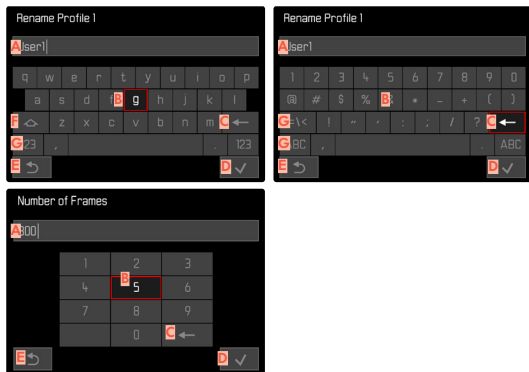 Rename Profile 1
A User1
q w e r t y u i o p
a s d f B g h j k l
F z x c v b n m C ←
G 123 , . 123
E D
Rename Profile 1
A User1
1 2 3 4 5 6 7 8 9 0
@ # $ % B & * - + ( )
G =\< ! " ' : ; / ? C ←
G ABC , . ABC
E D
Number of Frames
A 300
1 2 3
4 B 5 6
7 8 9
0 C ←
E D